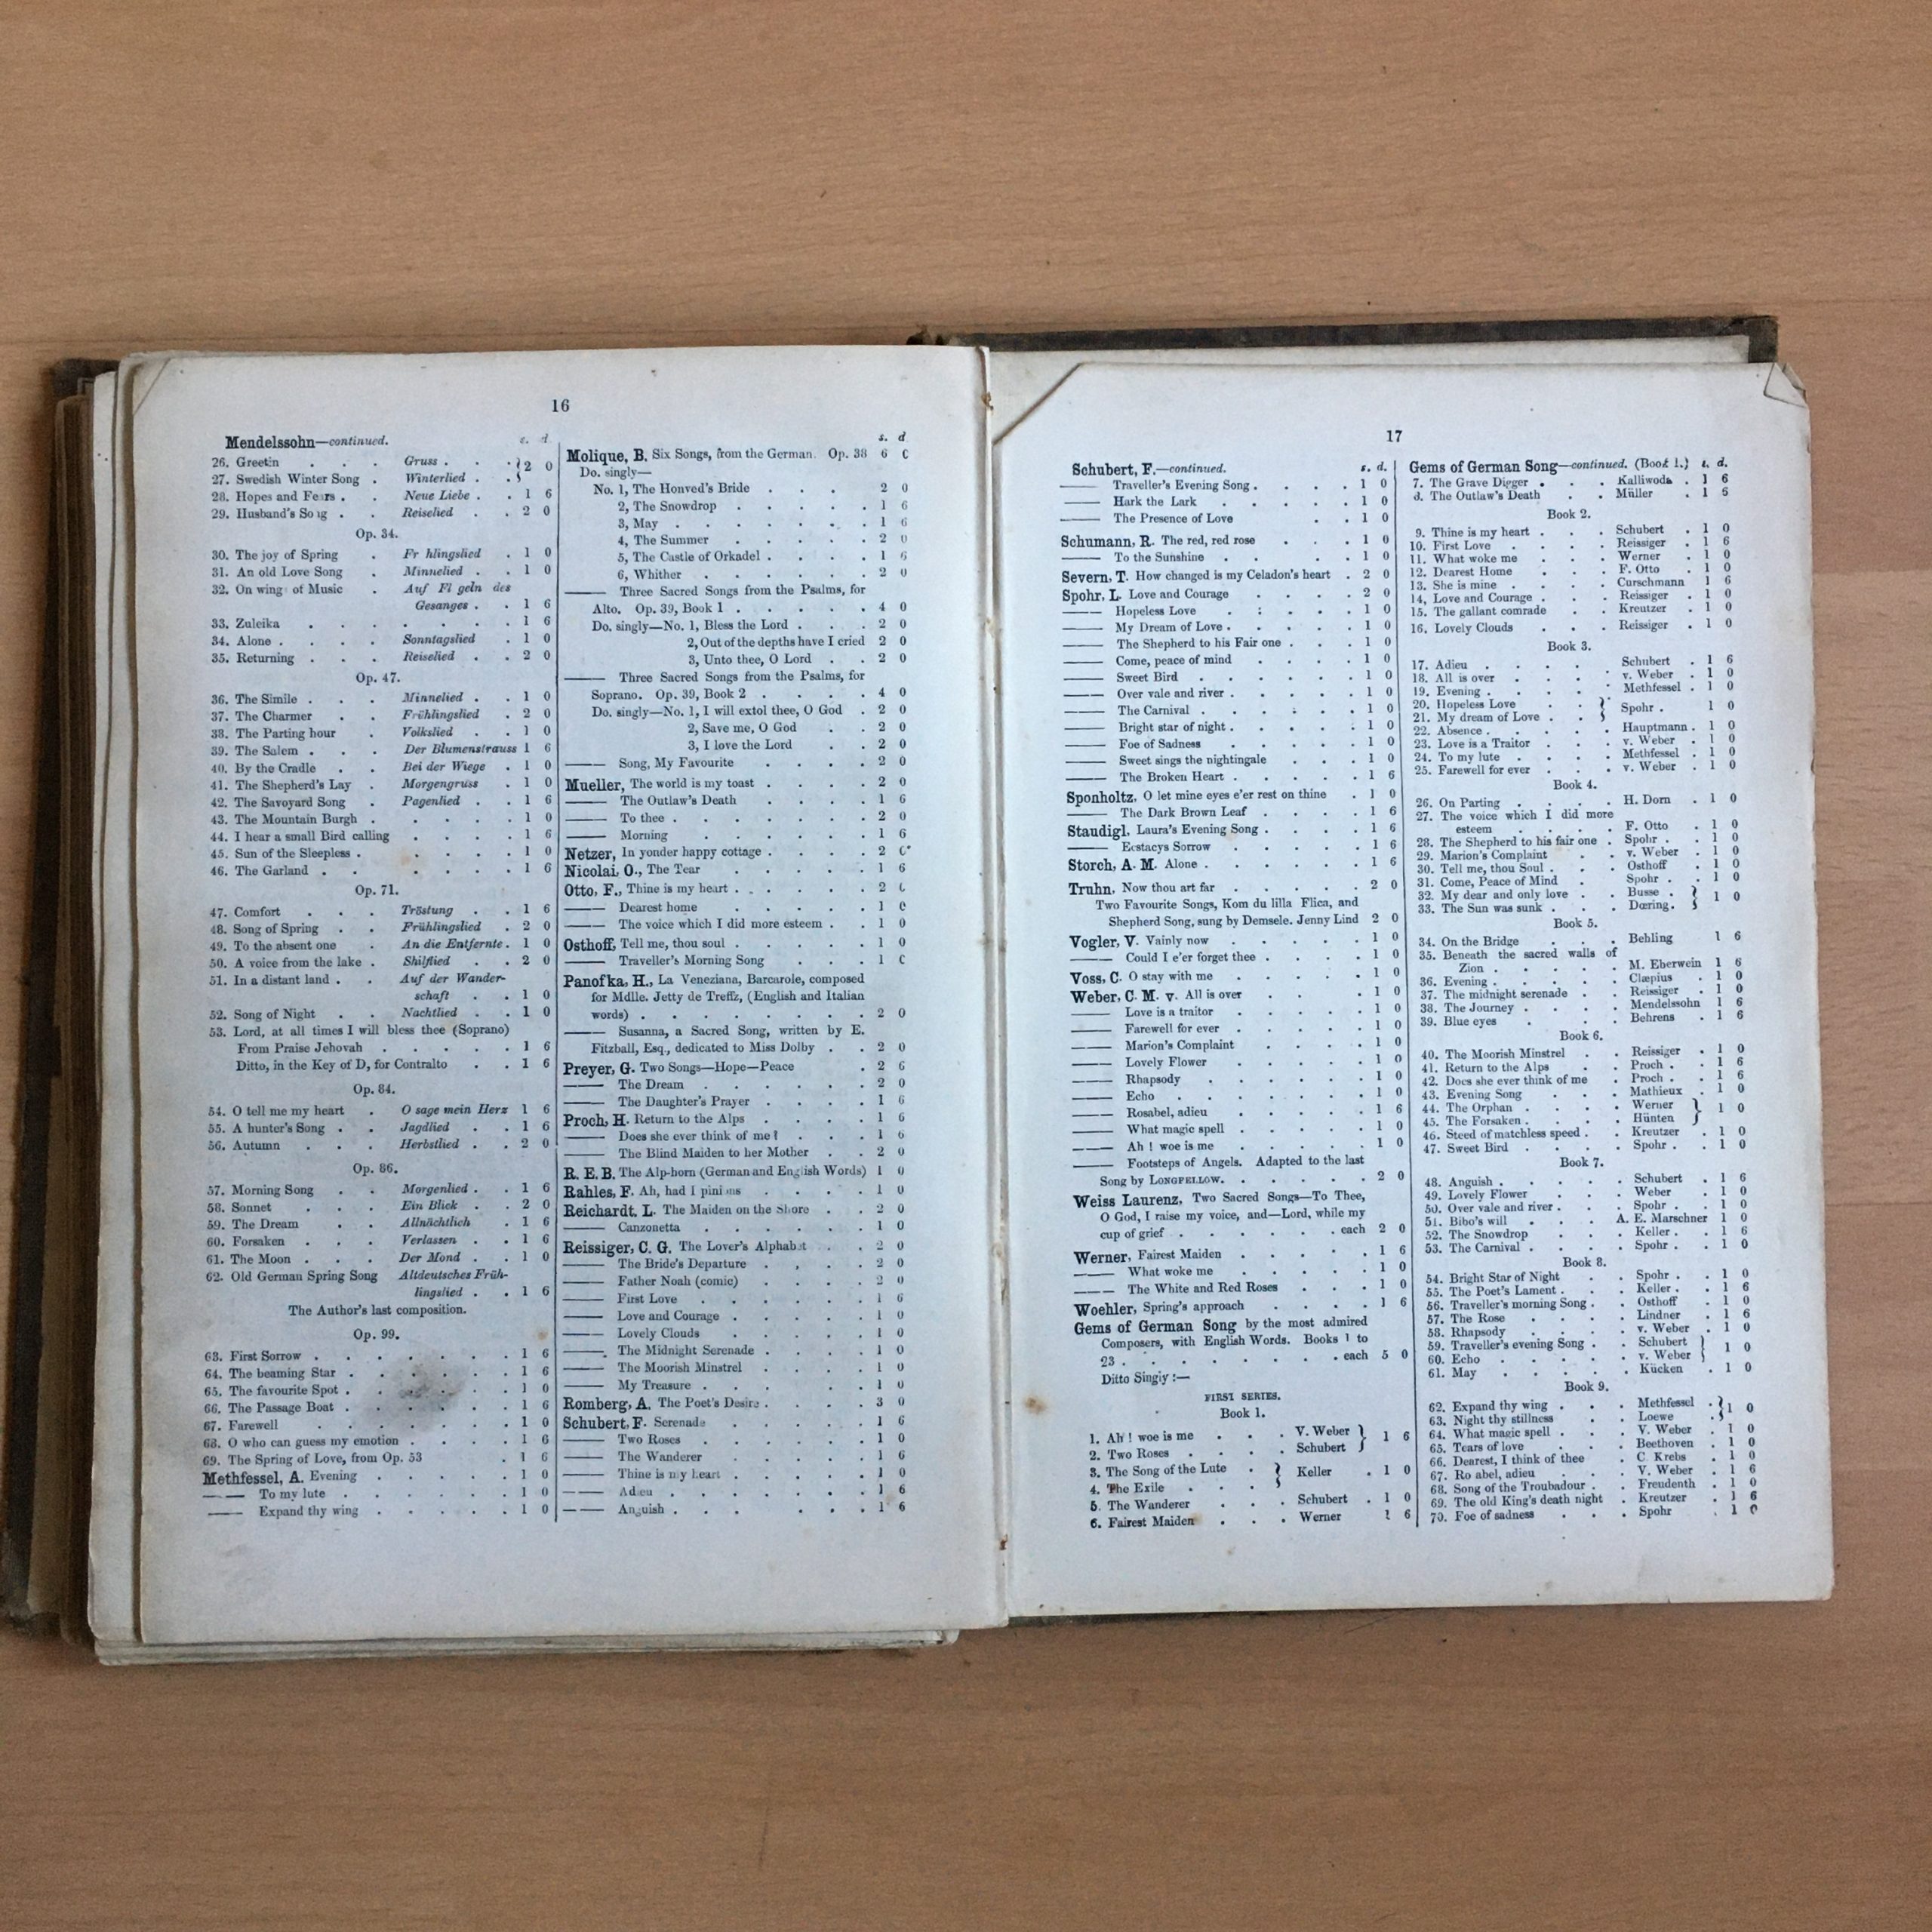 16
Mendelssohn—continued. s. d.
26. Greetin . . . Gruss . . . } 2 0
27. Swedish Winter Song . Winterlied . . }
28. Hopes and Fears . . Neue Liebe . . 1 6
29. Husband's So ıg . . Reiselied . . 2 0
Op. 34.
30. The joy of Spring . Fr hlingslied . 1 0
31. An old Love Song . Minnelied . . 1 0
32. On wing of Music . Auf Fl geln des
Gesanges . . 1 6
33. Zuleika . . . . . . . 1 6
34. Alone . . . . Sonntagslied . 1 0
35. Returning . . . Reiselied . . 2 0
Op. 47.
36. The Simile . . . Minnelied . . 1 0
37. The Charmer . . Frühlingslied . 2 0
38. The Parting hour . Volkslied . . 1 0
39. The Salem . . . Der Blumenstrauss 1 6
40. By the Cradle . . Bei der Wiege . 1 0
41. The Shepherd's Lay . Morgengruss . 1 0
42. The Savoyard Song . Pagenlied . . 1 6
43. The Mountain Burgh . . . . . . 1 0
44. I hear a small Bird calling . . . . 1 6
45. Sun of the Sleepless . . . . . . 1 0
46. The Garland . . . . . . . 1 6
Op. 71.
47. Comfort . . . Tröstung . . 1 6
48. Song of Spring . . Frühlingslied . 2 0
49. To the absent one . An die Entfernte . 1 0
50. A voice from the lake . Shilflied . . 2 0
51. In a distant land . . Auf der Wander-
schaft . . 1 0
52. Song of Night . . Nachtlied . . 1 0
53. Lord, at all times I will bless thee (Soprano)
From Praise Jehovah . . . . . 1 6
Ditto, in the Key of D, for Contralto . . 1 6
Op. 84.
54. O tell me my heart . O sage mein Herz 1 6
55. A hunter's Song . . Jagdlied . . 1 6
56. Autumn . . . Herbstlied . . 2 0
Op. 86.
57. Morning Song . . Morgenlied . . 1 6
58. Sonnet . . . Ein Blick . . 2 0
59. The Dream . . Allnächtlich . 1 6
60. Forsaken . . . Verlassen . . 1 6
61. The Moon . . . Der Mond . . 1 0
62. Old German Spring Song Altdeutsches Früh-
lingslied . . 1 6
The Author's last composition.
Op. 99.
63. First Sorrow . . . . . . . 1 6
64. The beaming Star . . . . . . 1 6
65. The favourite Spot . . . . . . 1 0
66. The Passage Boat . . . . . . 1 6
67. Farewell . . . . . . . 1 0
68. O who can guess my emotion . . . . 1 6
69. The Spring of Love, from Op. 53 . . . 1 6
Methfessel, A. Evening . . . . . 1 0
—— To my lute . . . . . 1 0
—— Expand thy wing . . . . . 1 0
s. d
Molique, B. Six Songs, from the German. Op. 38 6 0
Do. singly—
No. 1, The Honved's Bride . . . 2 0
2, The Snowdrop . . . . . 1 6
3, May . . . . . . . 1 6
4, The Summer . . . . . 2 0
5, The Castle of Orkadel . . . . 1 6
6, Whither . . . . . . 2 0
—— Three Sacred Songs from the Psalms, for
Alto. Op. 39, Book 1 . . . . . 4 0
Do. singly—No. 1, Bless the Lord . . . 2 0
2, Out of the depths have I cried 2 0
3, Unto thee, O Lord . . 2 0
—— Three Sacred Songs from the Psalms, for
Soprano. Op. 39, Book 2 . . . . 4 0
Do. singly—No. 1, I will extol thee, O God . 2 0
2, Save me, O God . . 2 0
3, I love the Lord . . 2 0
—— Song, My Favourite . . . . 2 0
Mueller, The world is my toast . . . . 2 0
—— The Outlaw's Death . . . . 1 6
—— To thee . . . . . . . 2 0
—— Morning . . . . . . 1 6
Netzer, In yonder happy cottage . . . . 2 0
Nicolai, O., The Tear . . . . . 1 6
Otto, F., Thine is my heart . . . . . 2 0
—— Dearest home . . . . . 1 0
—— The voice which I did more esteem . . 1 0
Osthoff, Tell me, thou soul . . . . . 1 0
—— Traveller's Morning Song . . . 1 0
Panofka, H., La Veneziana, Barcarole, composed
for Mdlle. Jetty de Treffz, (English and Italian
words) . . . . . . . . 2 0
—— Susanna, a Sacred Song, written by E.
Fitzball, Esq., dedicated to Miss Dolby . . 2 0
Preyer, G. Two Songs—Hope—Peace . 2 6
—— The Dream . . . . . 2 0
—— The Daughter's Prayer . . . . 1 6
Proch, H. Return to the Alps . . . . 1 6
—— Does she ever think of me? . . . 1 6
—— The Blind Maiden to her Mother . . 2 0
R. E. B. The Alp-horn (German and English Words) 1 0
Rahles, F. Ah, had I pini ns . . . . 1 0
Reichardt, L. The Maiden on the Shore . . 2 0
—— Canzonetta . . . . . . 1 0
Reissiger, C. G. The Lover's Alphabet . . 2 0
—— The Bride's Departure . . . . 2 0
—— Father Noah (comic) . . . . 2 0
—— First Love . . . . . . 1 6
—— Love and Courage . . . . . 1 0
—— Lovely Clouds . . . . . 1 0
—— The Midnight Serenade . . . . 1 0
—— The Moorish Minstrel . . . . 1 0
—— My Treasure . . . . . . 1 0
Romberg, A. The Poet's Desire . . . . 3 0
Schubert, F. Serenade . . . . . 1 6
—— Two Roses . . . . . . 1 0
—— The Wanderer . . . . . 1 6
—— Thine is my heart . . . . . 1 0
—— Adieu . . . . . . . 1 6
—— Anguish . . . . . . 1 6
17
Schubert, F.—continued. s. d.
—— Traveller's Evening Song . . . . 1 0
—— Hark the Lark . . . . . 1 0
—— The Presence of Love . . 1 0
Schumann, R. The red, red rose . . . 1 0
—— To the Sunshine . . . . 1 0
Severn, T. How changed is my Celadon's heart . 2 0
Spohr, L. Love and Courage . . . . 2 0
—— Hopeless Love . : . . . 1 0
—— My Dream of Love . . . . . 1 0
—— The Shepherd to his Fair one . . . 1 0
—— Come, peace of mind . . . . 1 0
—— Sweet Bird . . . . . . 1 0
—— Over vale and river . . . . . 1 0
—— The Carnival . . . . . . 1 0
—— Bright star of night . . . . . 1 0
—— Foe of Sadness . . . . . 1 0
—— Sweet sings the nightingale . . . 1 0
—— The Broken Heart . . . . . 1 6
Sponholtz, O let mine eyes e'er rest on thine . 1 0
—— The Dark Brown Leaf . . . . 1 6
Staudigl, Laura's Evening Song . . . . 1 6
—— Ecstacys Sorrow . . . . . 1 6
Storch, A. M. Alone . . . . . . 1 6
Truhn, Now thou art far . . . . . 2 0
Two Favourite Songs, Kom du lilla Flica, and
Shepherd Song, sung by Demsele. Jenny Lind 2 0
Vogler, V. Vainly now . . . . . 1 0
—— Could I e'er forget thee . . . . 1 0
Voss, C. O stay with me . . . . . 1 0
Weber, C. M. v. All is over . . . 1 0
—— Love is a traitor . . . . . 1 0
—— Farewell for ever . . . . . 1 0
—— Marion's Complaint . . . . 1 0
—— Lovely Flower . . . . . 1 0
—— Rhapsody . . . . . . 1 0
—— Echo . . . . . . . 1 0
—— Rosabel, adieu . . . . . 1 6
—— What magic spell . . . . . 1 0
—— Ah ! woe is me . . . . . 1 0
—— Footsteps of Angels. Adapted to the last
Song by LONGFELLOW. . . . . . 2 0
Weiss Laurenz, Two Sacred Songs—To Thee,
O God, I raise my voice, and—Lord, while my
cup of grief . . . . . . each 2 0
Werner, Fairest Maiden . . . . . 1 6
—— What woke me . . . . . 1 0
—— The White and Red Roses . . . 1 0
Woehler, Spring's approach . . . . 1 6
Gems of German Song by the most admired
Composers, with English Words. Books 1 to
23 . . . . . . . . each 5 0
Ditto Singly :—
FIRST SERIES.
Book 1.
1. Ah ! woe is me . . . V. Weber } 1 6
2. Two Roses . . . . Schubert }
3. The Song of the Lute . } Keller . 1 0
4. The Exile . . . }
5. The Wanderer . . . Schubert . 1 0
6. Fairest Maiden . . . Werner 1 6
Gems of German Song—continued. (Book 1.) s. d.
7. The Grave Digger . . . Kalliwoda . 1 6
8. The Outlaw's Death . . Müller . 1 6
Book 2.
9. Thine is my heart . . . Schubert . 1 0
10. First Love . . . . Reissiger . 1 6
11. What woke me . . . Werner . 1 0
12. Dearest Home . . . F. Otto . 1 0
13. She is mine . . . . Curschmann 1 6
14, Love and Courage . . . Reissiger . 1 0
15. The gallant comrade . . Kreutzer . 1 0
16. Lovely Clouds . . . Reissiger . 1 0
Book 3.
17. Adieu . . . . . Schubert . 1 6
18. All is over . . . . v. Weber . 1 0
19. Evening . . . . . Methfessel . 1 0
20. Hopeless Love . . } Spohr . 1 0
21. My dream of Love . . }
22. Absence . . . . . Hauptmann . 1 0
23. Love is a Traitor . . . v. Weber . 1 0
24. To my lute . . . . Methfessel . 1 0
25. Farewell for ever . . . v. Weber . 1 0
Book 4.
26. On Parting . . . . H. Dorn . 1 0
27. The voice which I did more
esteem . . . . F. Otto . 1 0
28. The Shepherd to his fair one . Spohr . . 1 0
29. Marion's Complaint . . v. Weber . 1 0
30. Tell me, thou Soul . . . Osthoff . 1 0
31. Come, Peace of Mind . Spohr . . 1 0
32. My dear and only love . . Busse . } 1 0
33. The Sun was sunk . . . Dœring. }
Book 5.
34. On the Bridge . . . Behling 1 6
35. Beneath the sacred walls of
Zion . . . . . M. Eberwein 1 6
36. Evening . . . . . Clæpius . 1 0
37. The midnight serenade . . Reissiger . 1 0
38. The Journey . . . . Mendelssohn 1 6
39. Blue eyes . . . Behrens . 1 6
Book 6.
40. The Moorish Minstrel . . Reissiger . 1 0
41. Return to the Alps . . Proch . . 1 6
42. Does she ever think of me . Proch . . 1 6
43. Evening Song . . . Mathieux . 1 0
44. The Orphan . . . . Werner } 1 0
45. The Forsaken . . . . Hünten }
46. Steed of matchless speed . . Kreutzer . 1 0
47. Sweet Bird . . . . Spohr . . 1 0
Book 7.
48. Anguish . . . . . Schubert . 1 6
49. Lovely Flower . . . Weber . 1 0
50. Over vale and river . . . Spohr . . 1 0
51. Bibo's will . . . A. E. Marschner 1 0
52. The Snowdrop . . . Keller . . 1 6
53. The Carnival . . . . Spohr . . 1 0
Book 8.
54. Bright Star of Night . . Spohr . . 1 0
55. The Poet's Lament . . . Keller . . 1 6
56. Traveller's morning Song . . Osthoff . 1 0
57. The Rose . . . . Lindner . 1 6
58. Rhapsody . . . . v. Weber . 1 0
59. Traveller's evening Song . . Schubert } 1 0
60. Echo . . . . . v. Weber }
61. May . . . . . Kücken . 1 0
Book 9.
62. Expand thy wing . . . Methfessel . } 1 0
63. Night thy stillness . . Loewe . }
64. What magic spell . . . V. Weber . 1 0
65. Tears of love . . . Beethoven . 1 0
66. Dearest, I think of thee . C. Krebs . 1 0
67. Ro abel, adieu . . . V. Weber . 1 6
68. Song of the Troubadour . . Freudenth . 1 0
69. The old King's death night . Kreutzer . 1 6
70. Foe of sadness . . . Spohr . 1 0